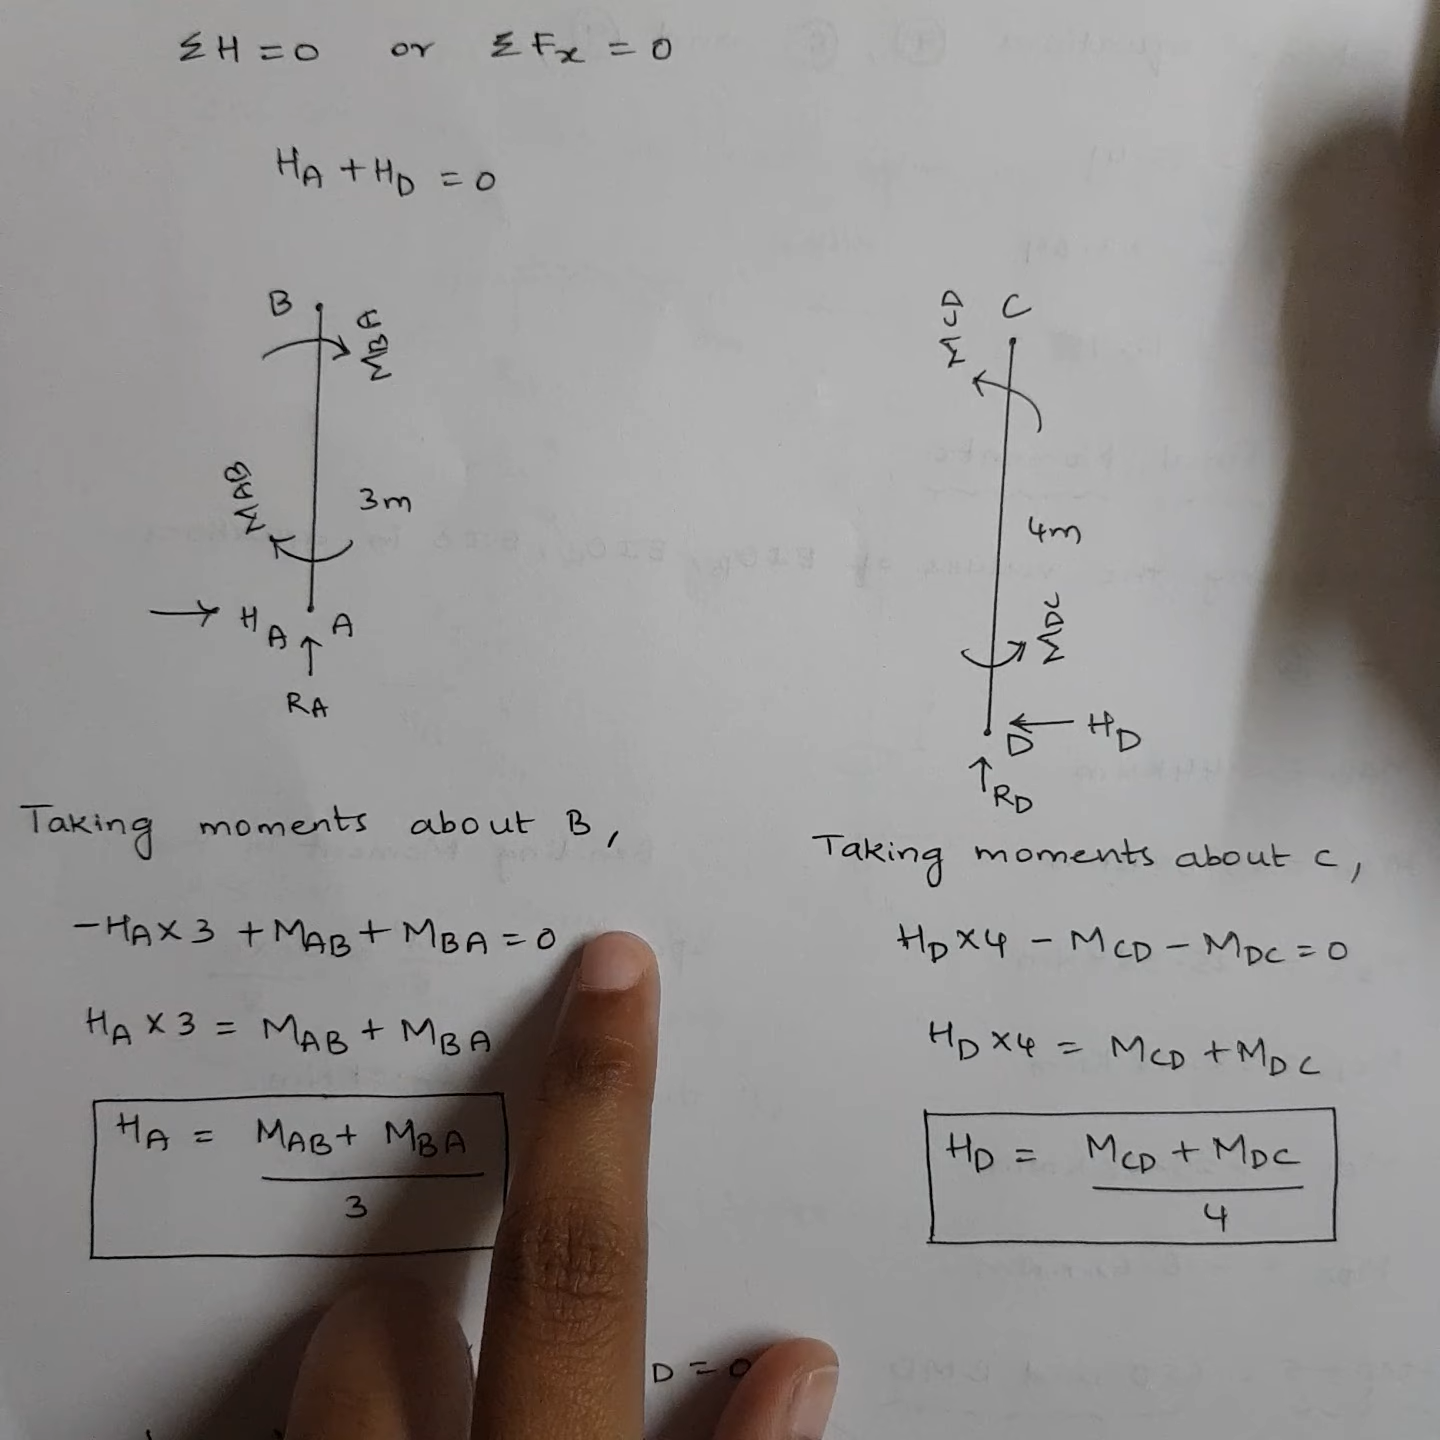 ΣH = 0 or ΣFx = 0
HA + HD = 0
B
MBA
MAB
3m
HA A
RA
MCD C
4m
MDC
D HD
RD
Taking moments about B,
-HA×3 + MAB + MBA = 0
HA × 3 = MAB + MBA
HA = MAB + MBA
3
Taking moments about C,
HD×4 - MCD - MDC = 0
HD×4 = MCD + MDC
HD = MCD + MDC
4
D = 0